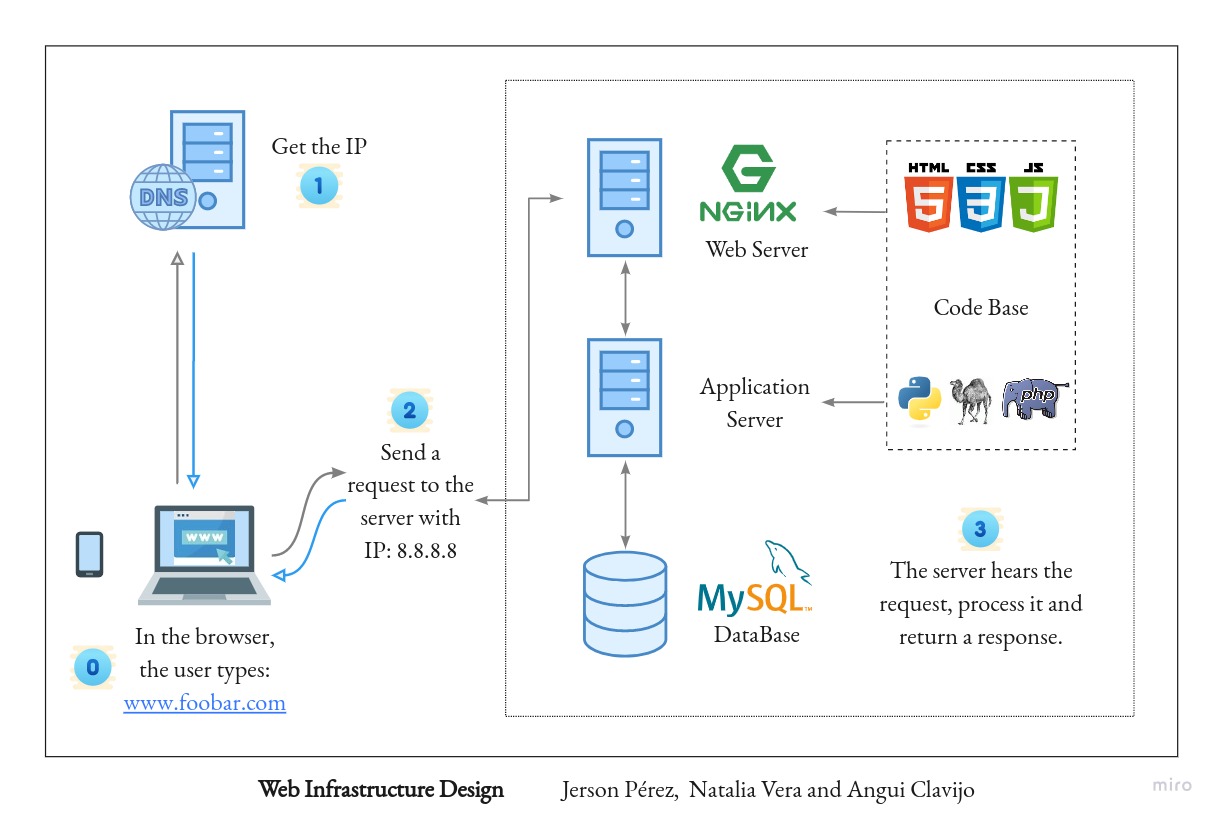 DNS
Get the IP
1
WWW
0
In the browser,
the user types:
www.foobar.com
2
Send a
request to the
server with
IP: 8.8.8.8
NGiNX
Web Server
HTML
CSS
JS
5
3
Code Base
Application
Server
php
MySQL™
DataBase
3
The server hears the
request, process it and
return a response.
Web Infrastructure Design
Jerson Pérez, Natalia Vera and Angui Clavijo
miro